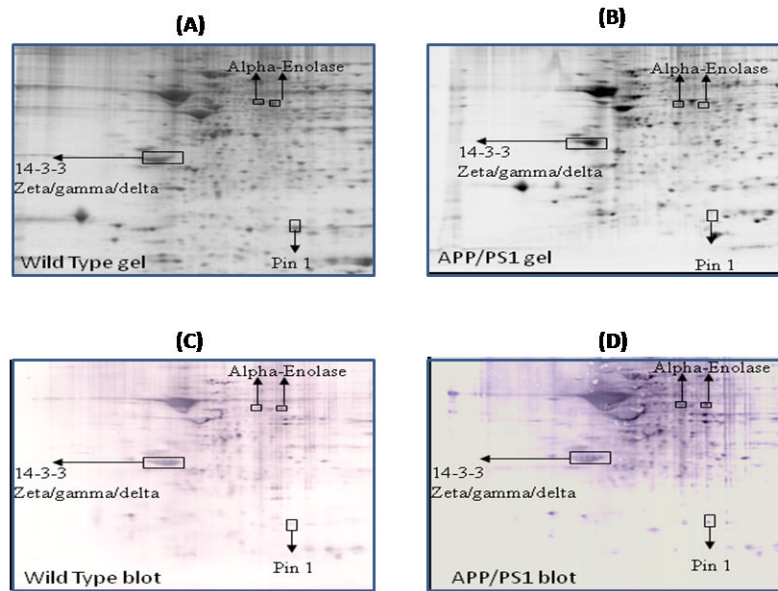 (A)
Alpha-Enolase
14-3-3
Zeta/gamma/delta
Pin 1
Wild Type gel
(B)
Alpha-Enolase
14-3-3
Zeta/gamma/delta
Pin 1
APP/PS1 gel
(C)
Alpha-Enolase
14-3-3
Zeta/gamma/delta
Pin 1
Wild Type blot
(D)
Alpha-Enolase
14-3-3
Zeta/gamma/delta
Pin 1
APP/PS1 blot